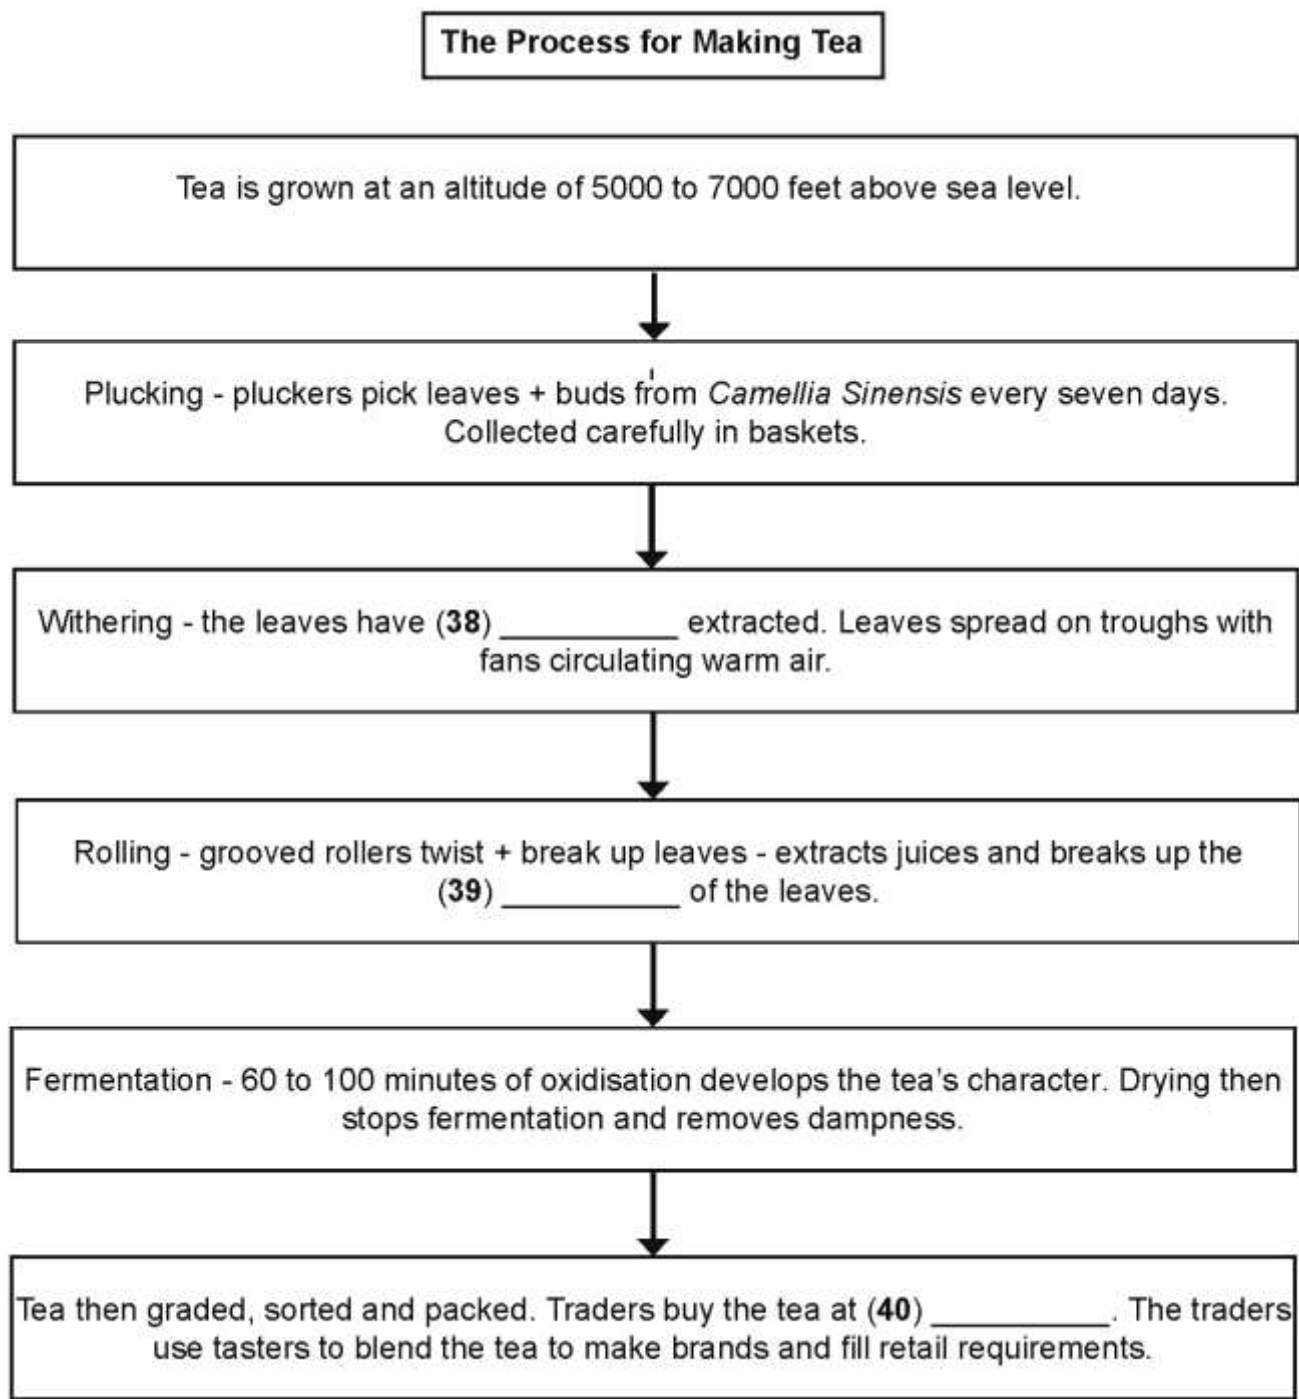 The Process for Making Tea
Tea is grown at an altitude of 5000 to 7000 feet above sea level.
Plucking - pluckers pick leaves + buds from Camellia Sinensis every seven days.
Collected carefully in baskets.
Withering - the leaves have (38) ___________ extracted. Leaves spread on troughs with
fans circulating warm air.
Rolling - grooved rollers twist + break up leaves - extracts juices and breaks up the
(39) ___________ of the leaves.
Fermentation - 60 to 100 minutes of oxidisation develops the tea's character. Drying then
stops fermentation and removes dampness.
Tea then graded, sorted and packed. Traders buy the tea at (40) ___________. The traders
use tasters to blend the tea to make brands and fill retail requirements.